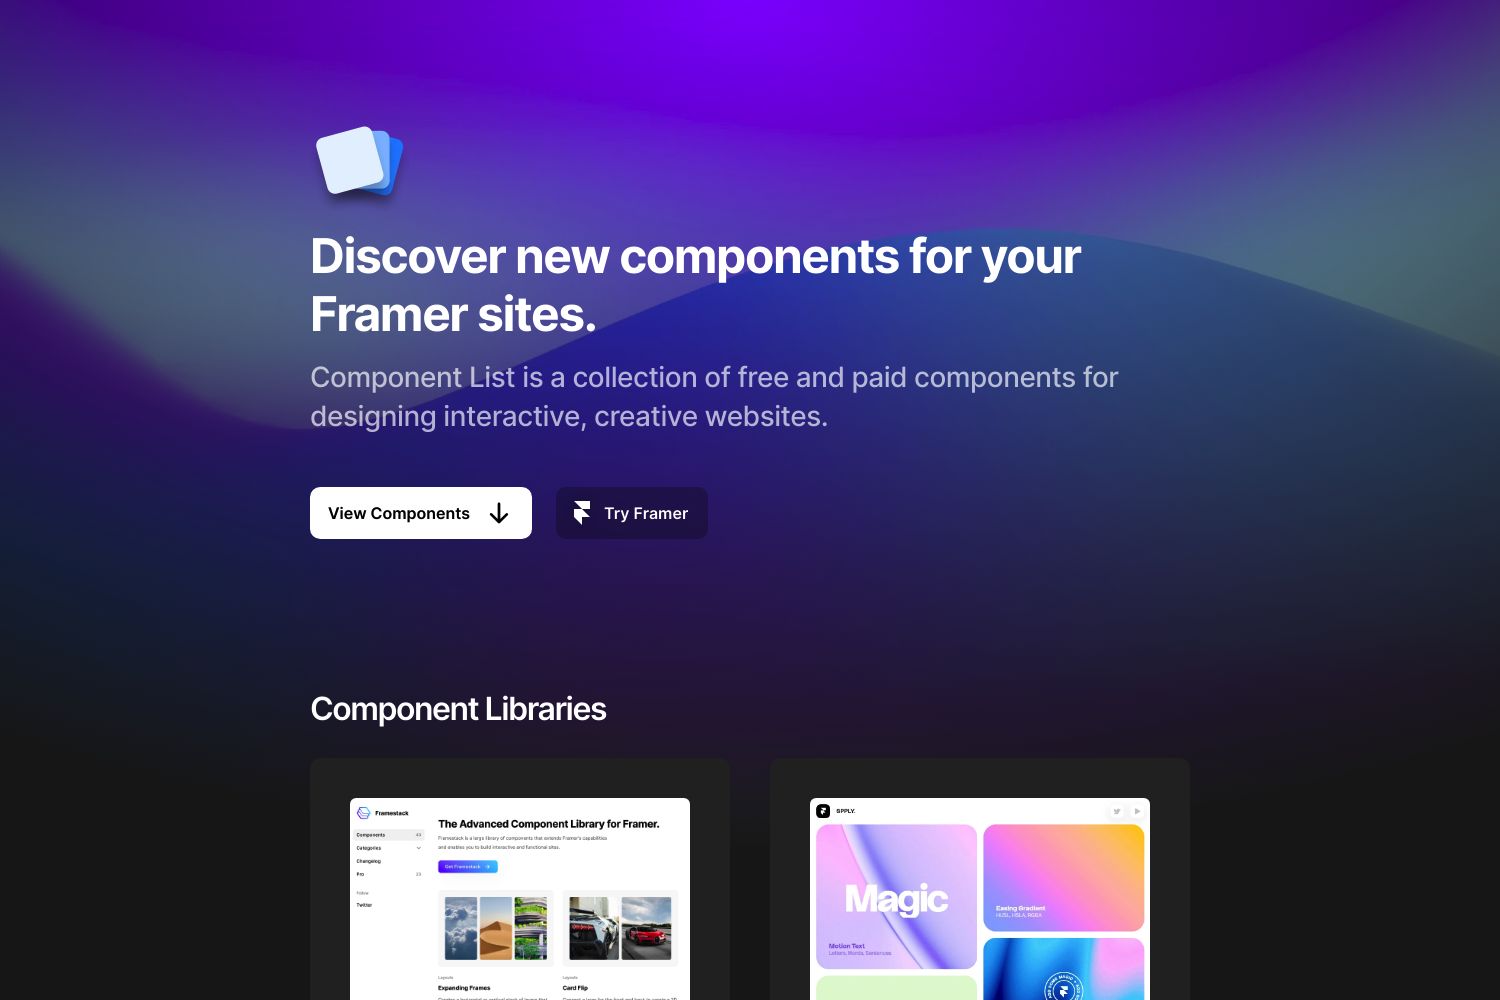 Discover new components for your
Framer sites.
Component List is a collection of free and paid components for
designing interactive, creative websites.
View Components
Try Framer
Component Libraries
Framestack
Components 43
Categories
Changelog
Pro 23
Follow
Twitter
The Advanced Component Library for Framer.
Framestack is a large library of components that extends Framer's capabilities
and enables you to build interactive and functional sites.
Get Framestack
Layouts
Expanding Frames
Layouts
Card Flip
SPPLY.
Magic
Motion Text
Letters, Words, Sentences
Easing Gradient
HUSL, HSLA, RGBA